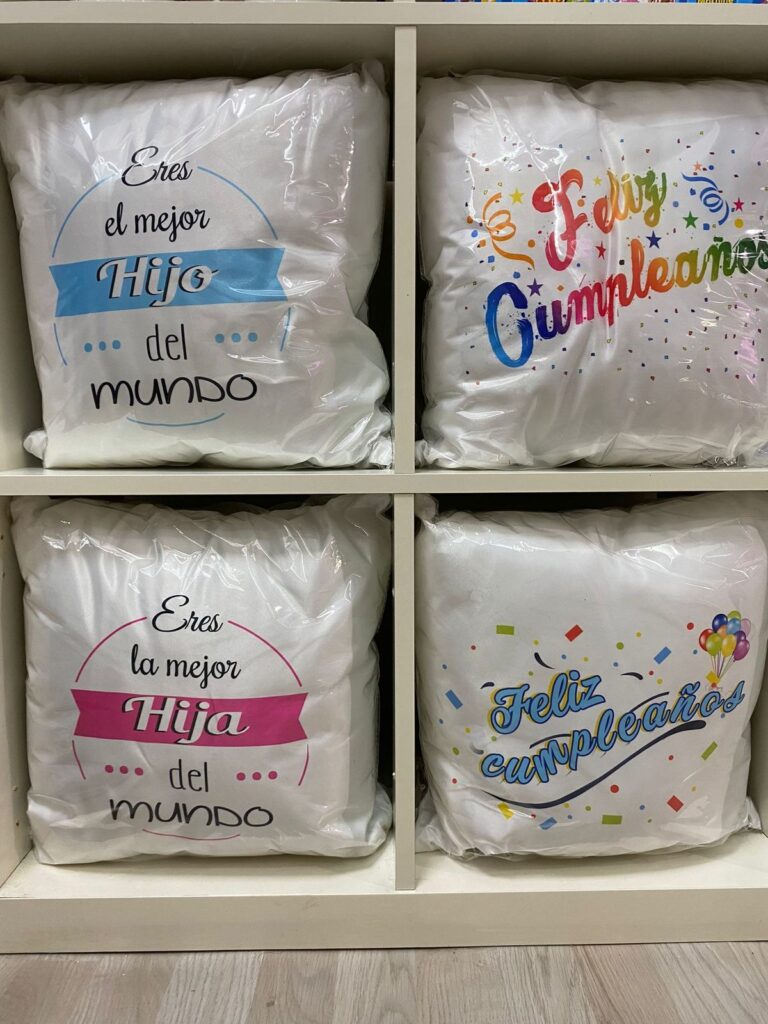 Eres
el mejor
Hijo
del
mundo
Feliz
Cumpleaños
Eres
la mejor
Hija
del
mundo
Feliz
cumpleaños